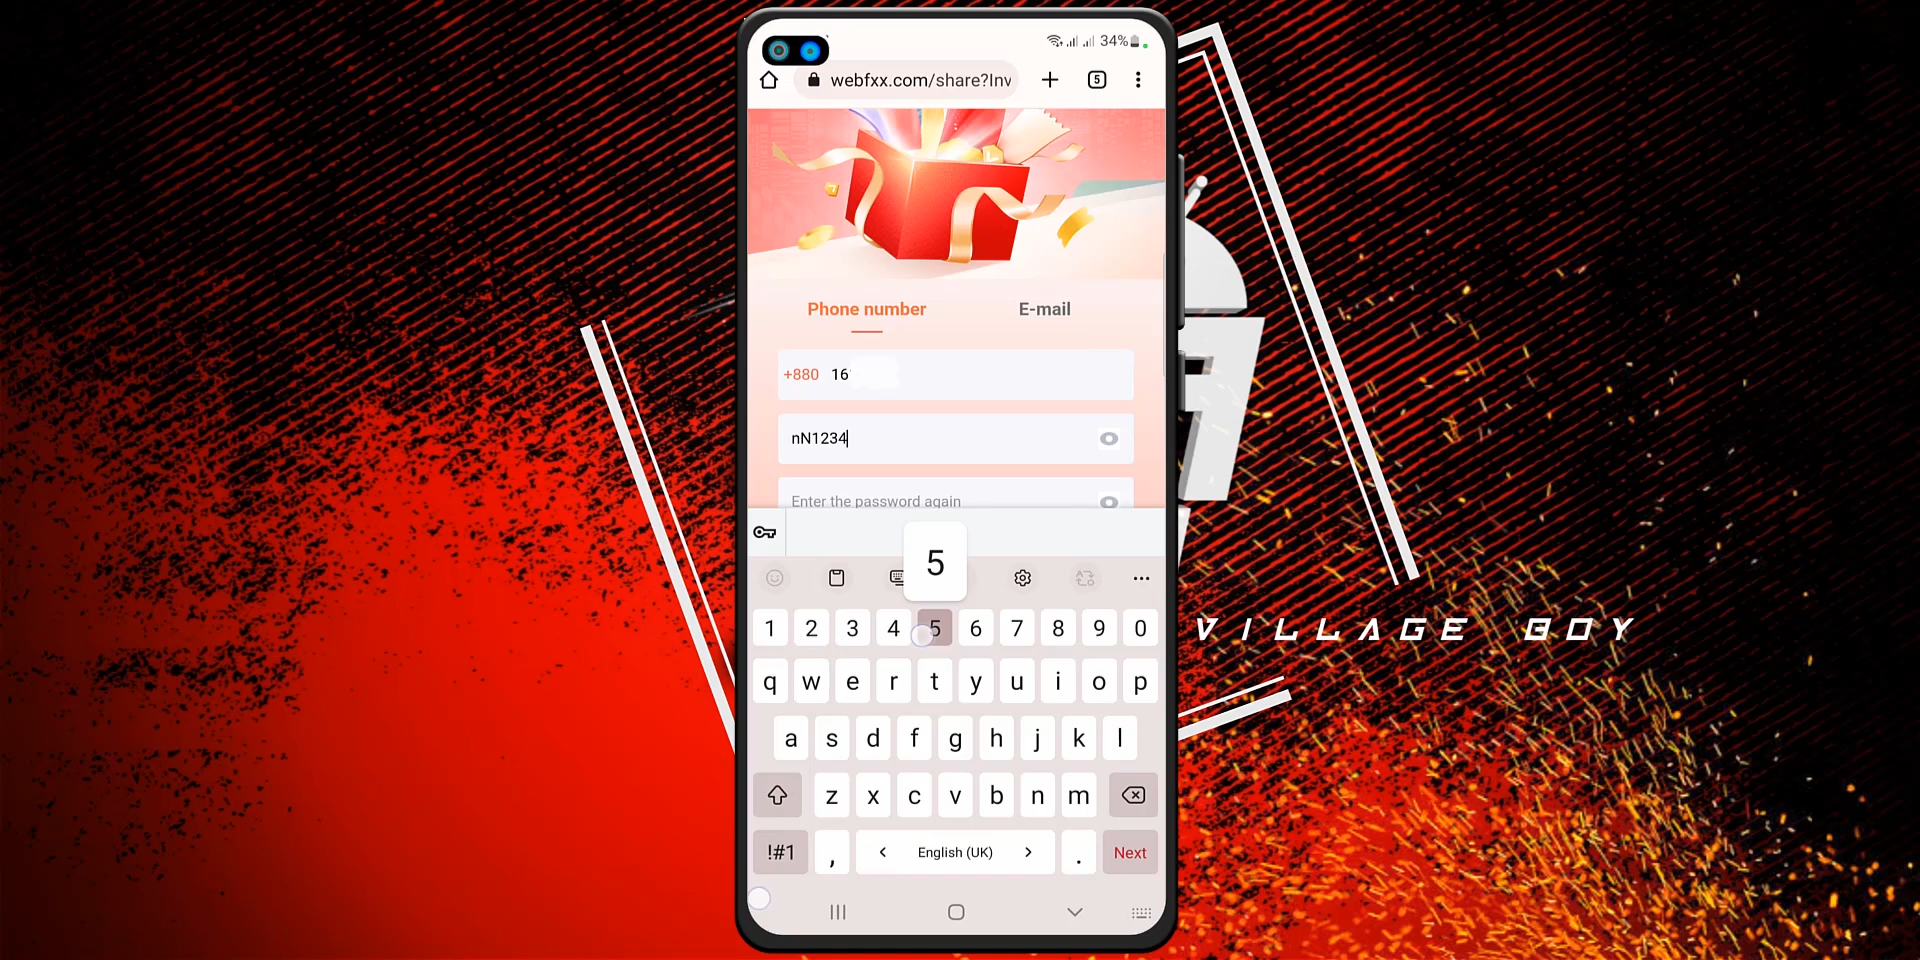 34%
webfxx.com/share?Inv
5
Phone number
E-mail
+880 16
nN1234
Enter the password again
5
1 2 3 4 5 6 7 8 9 0
q w e r t y u i o p
a s d f g h j k l
z x c v b n m
!#1 , < English (UK) > . Next
VILLAGE BOY